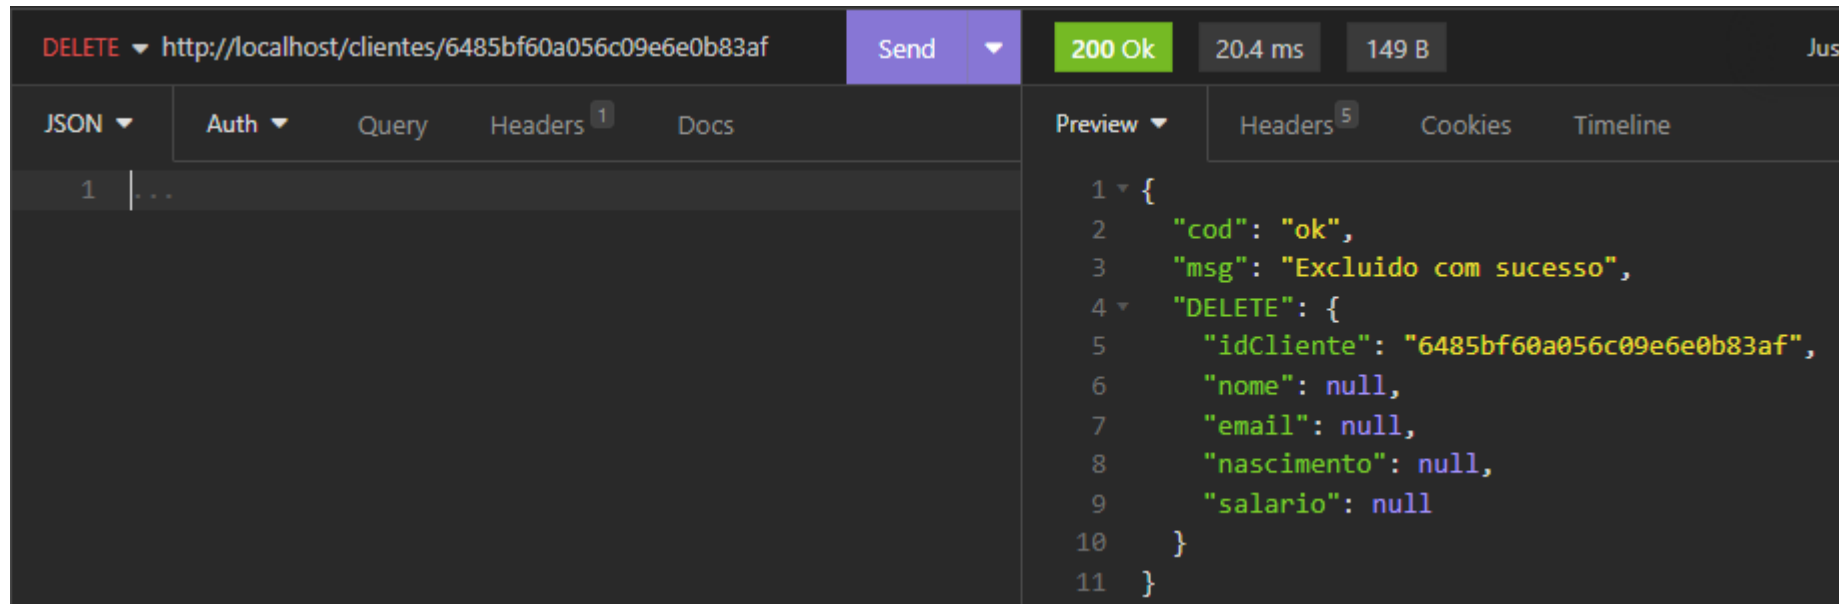 DELETE http://localhost/clientes/6485bf60a056c09e6e0b83af Send 200 Ok 20.4 ms 149 B Jus
JSON Auth Query Headers 1 Docs Preview Headers 5 Cookies Timeline
1 ...
1 {
2 "cod": "ok",
3 "msg": "Excluido com sucesso",
4 "DELETE": {
5 "idCliente": "6485bf60a056c09e6e0b83af",
6 "nome": null,
7 "email": null,
8 "nascimento": null,
9 "salario": null
10 }
11 }